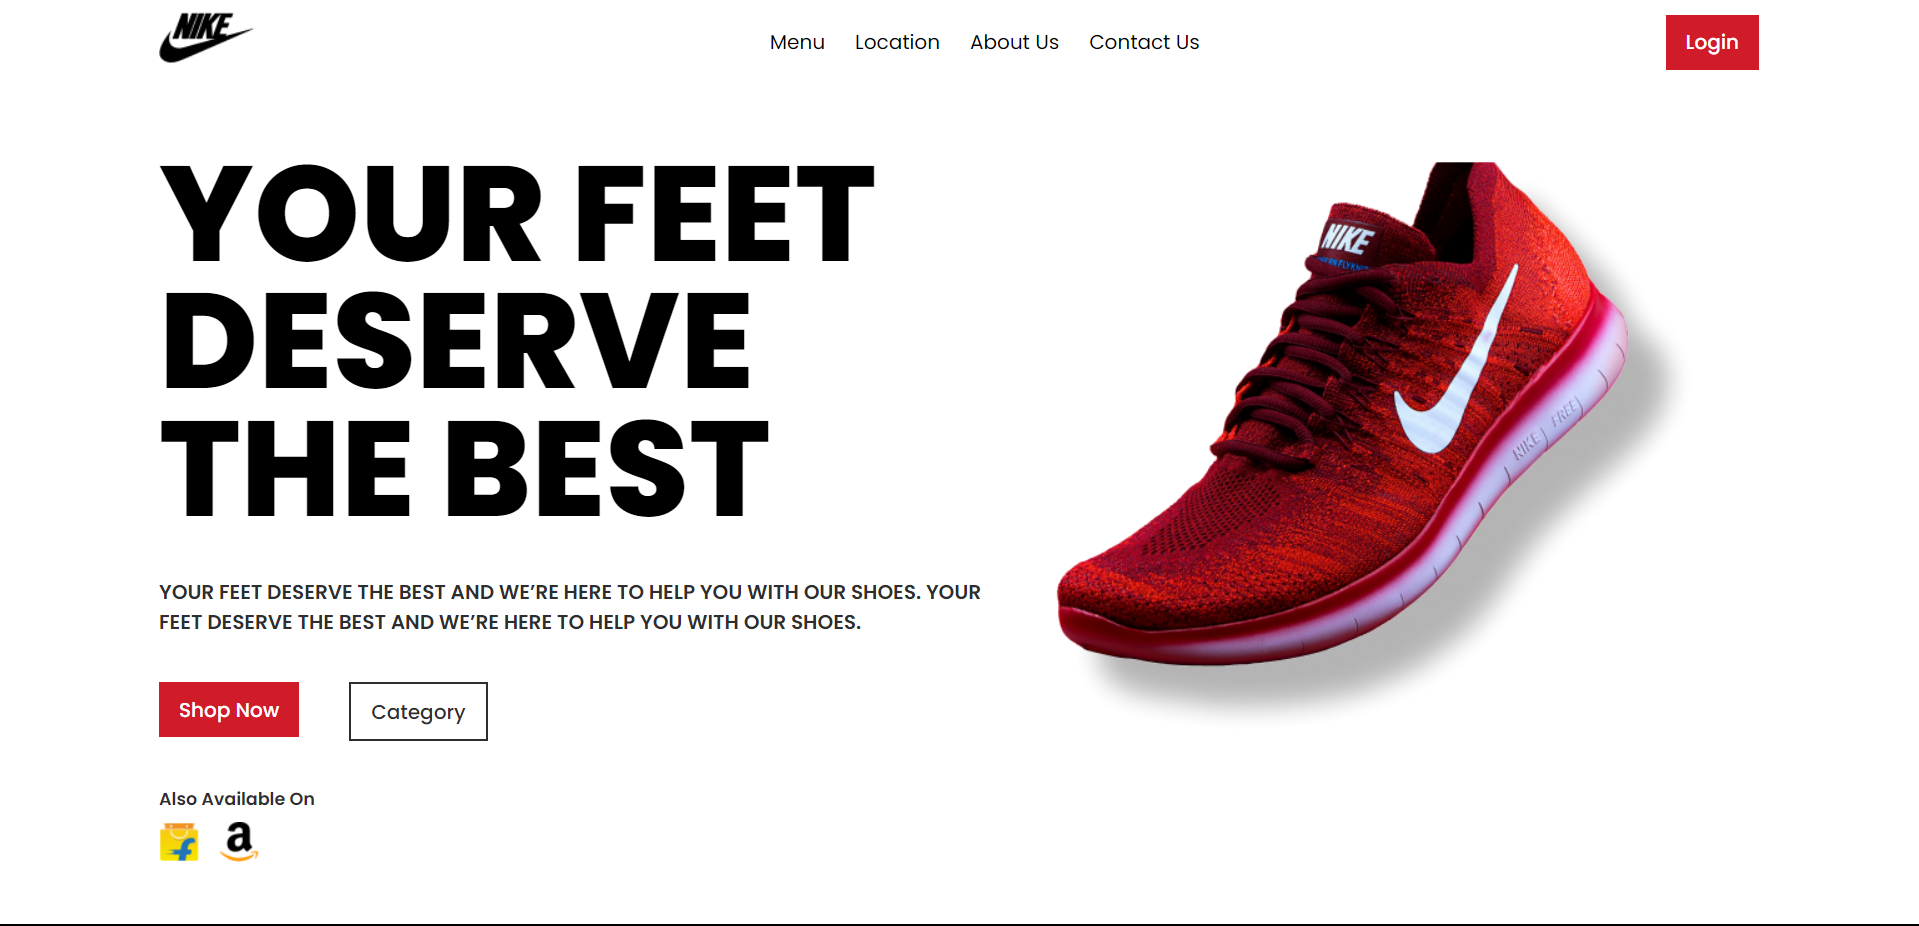 NIKE
Menu Location About Us Contact Us
Login
YOUR FEET
DESERVE
THE BEST
NIKE
NIKE FREE
YOUR FEET DESERVE THE BEST AND WE’RE HERE TO HELP YOU WITH OUR SHOES. YOUR
FEET DESERVE THE BEST AND WE’RE HERE TO HELP YOU WITH OUR SHOES.
Shop Now
Category
Also Available On